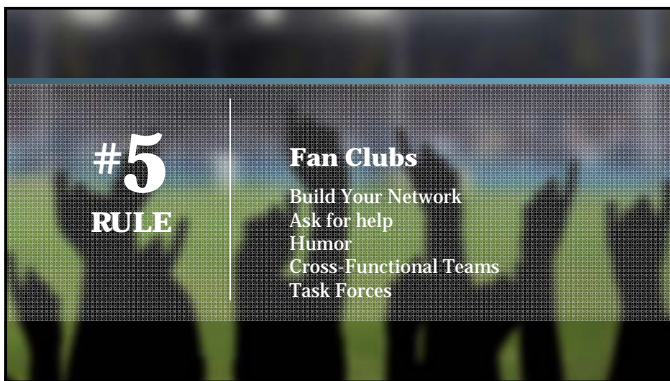 #5
RULE
Fan Clubs
Build Your Network
Ask for help
Humor
Cross-Functional Teams
Task Forces